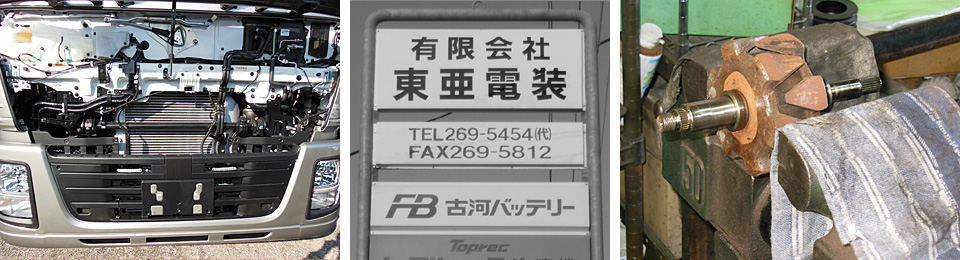 有限会社
東亜電装
TEL269-5454㈹
FAX269-5812
FB 古河バッテリー
Toprec